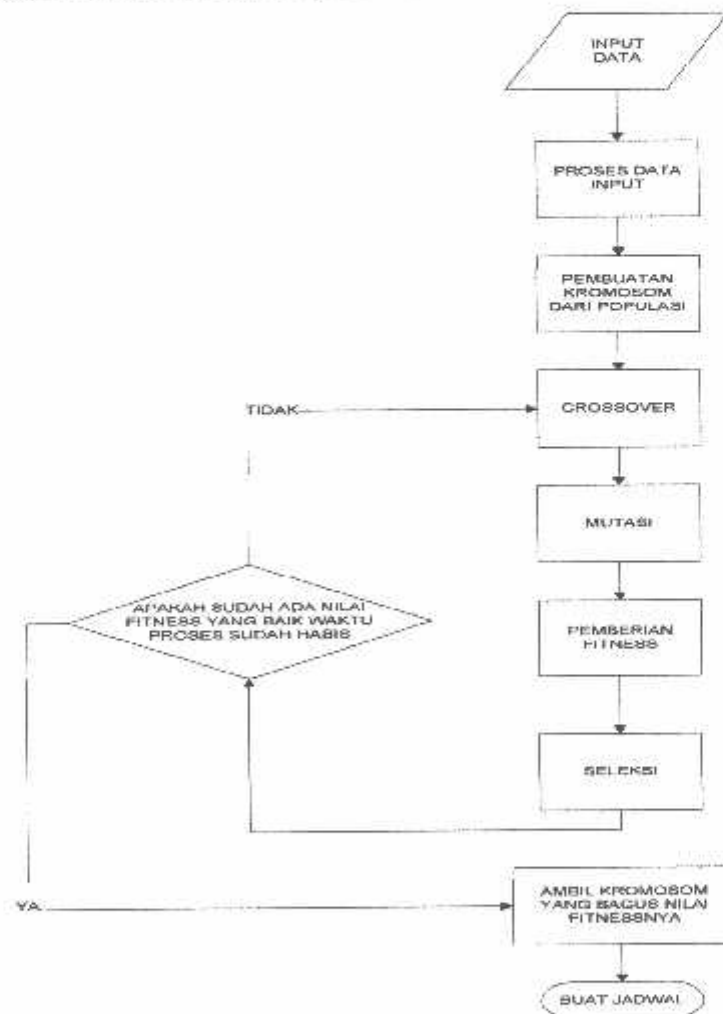 INPUT
DATA
PROSES DATA
INPUT
PEMBUATAN
KROMOSOM
DARI POPULASI
TIDAK
CROSSOVER
MUTASI
APAKAH SUDAH ADA NILAI
FITNESS YANG BAIK WAKTU
PROSES SUDAH HABIS
PEMBERIAN
FITNESS
SELEKSI
YA
AMBIL KROMOSOM
YANG BAGUS NILAI
FITNESSNYA
BUAT JADWAL